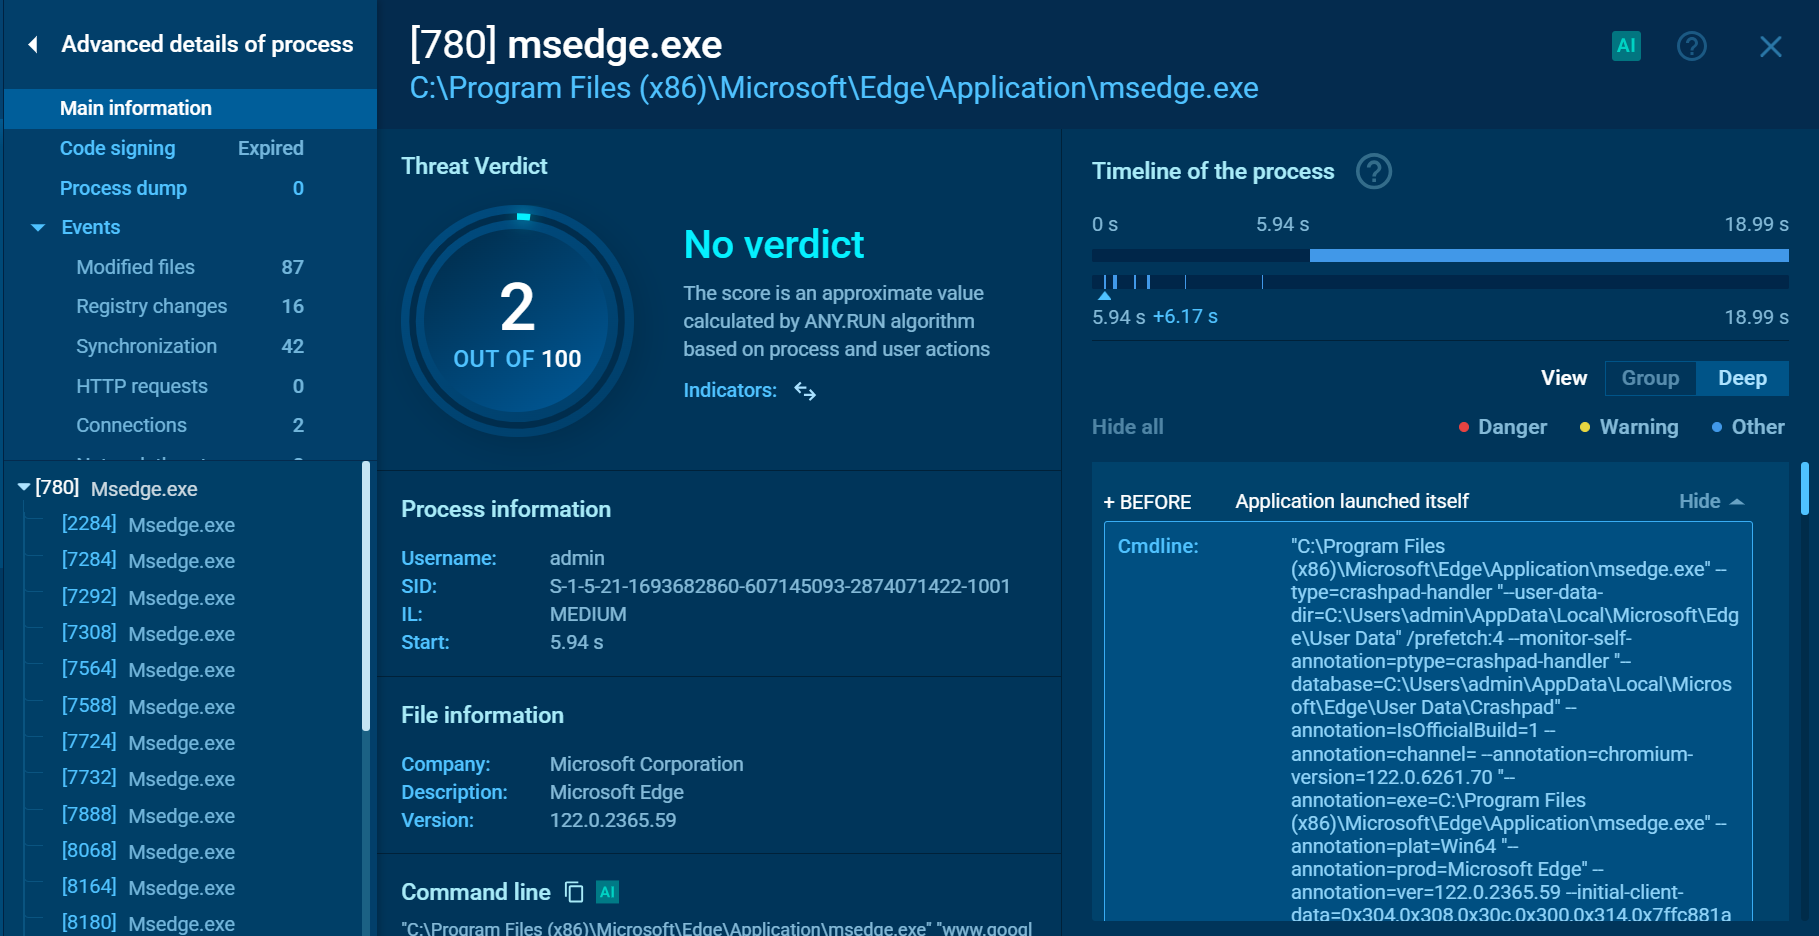 Advanced details of process
Main information
Code signing Expired
Process dump 0
Events
Modified files 87
Registry changes 16
Synchronization 42
HTTP requests 0
Connections 2
[780] Msedge.exe
[2284] Msedge.exe
[7284] Msedge.exe
[7292] Msedge.exe
[7308] Msedge.exe
[7564] Msedge.exe
[7588] Msedge.exe
[7724] Msedge.exe
[7732] Msedge.exe
[7888] Msedge.exe
[8068] Msedge.exe
[8164] Msedge.exe
[8180] Msedge.exe
[780] msedge.exe
C:\Program Files (x86)\Microsoft\Edge\Application\msedge.exe
AI ?
Threat Verdict
2
OUT OF 100
No verdict
The score is an approximate value
calculated by ANY.RUN algorithm
based on process and user actions
Indicators:
Process information
Username: admin
SID: S-1-5-21-1693682860-607145093-2874071422-1001
IL: MEDIUM
Start: 5.94 s
File information
Company: Microsoft Corporation
Description: Microsoft Edge
Version: 122.0.2365.59
Command line AI
"C:\Program Files (x86)\Microsoft\Edge\Application\msedge.exe" "www.googl
Timeline of the process ?
0 s 5.94 s 18.99 s
5.94 s +6.17 s 18.99 s
View Group Deep
Hide all Danger Warning Other
+ BEFORE Application launched itself Hide
Cmdline: "C:\Program Files
(x86)\Microsoft\Edge\Application\msedge.exe" --
type=crashpad-handler "--user-data-
dir=C:\Users\admin\AppData\Local\Microsoft\Edg
e\User Data" /prefetch:4 --monitor-self-
annotation=ptype=crashpad-handler "--
database=C:\Users\admin\AppData\Local\Micros
oft\Edge\User Data\Crashpad" --
annotation=IsOfficialBuild=1 --
annotation=channel= --annotation=chromium-
version=122.0.6261.70 "--
annotation=exe=C:\Program Files
(x86)\Microsoft\Edge\Application\msedge.exe" --
annotation=plat=Win64 "--
annotation=prod=Microsoft Edge" --
annotation=ver=122.0.2365.59 --initial-client-
data=0x304,0x308,0x30c,0x300,0x314,0x7ffc881a